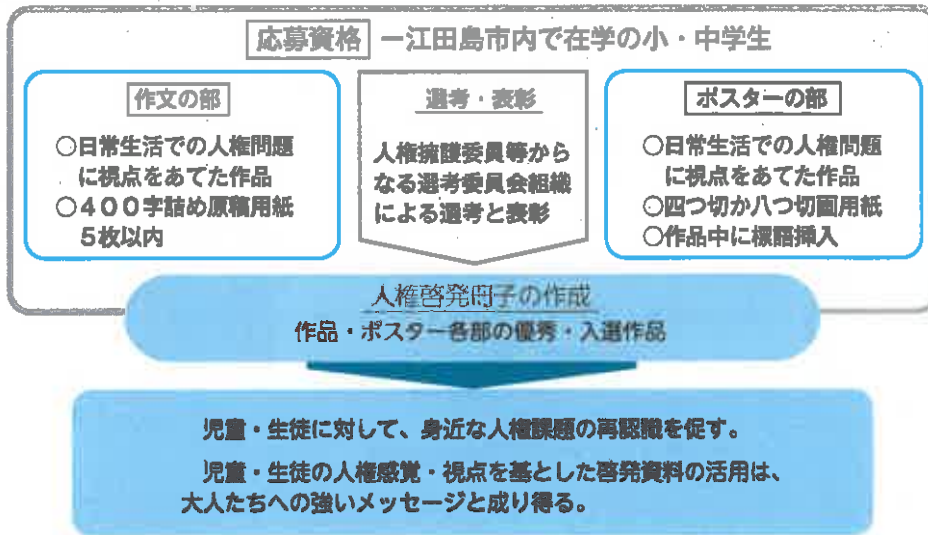 応募資格 ー江田島市内で在学の小・中学生
作文の部
○日常生活での人権問題
に視点をあてた作品
○400字詰め原稿用紙
5枚以内
選考・表彰
人権擁護委員等から
なる選考委員会組織
による選考と表彰
ポスターの部
○日常生活での人権問題
に視点をあてた作品
○四つ切か八つ切画用紙
○作品中に標語挿入
人権啓発冊子の作成
作品・ポスター各部の優秀・入選作品
児童・生徒に対して、身近な人権課題の再認識を促す。
児童・生徒の人権感覚・視点を基とした啓発資料の活用は、
大人たちへの強いメッセージと成り得る。